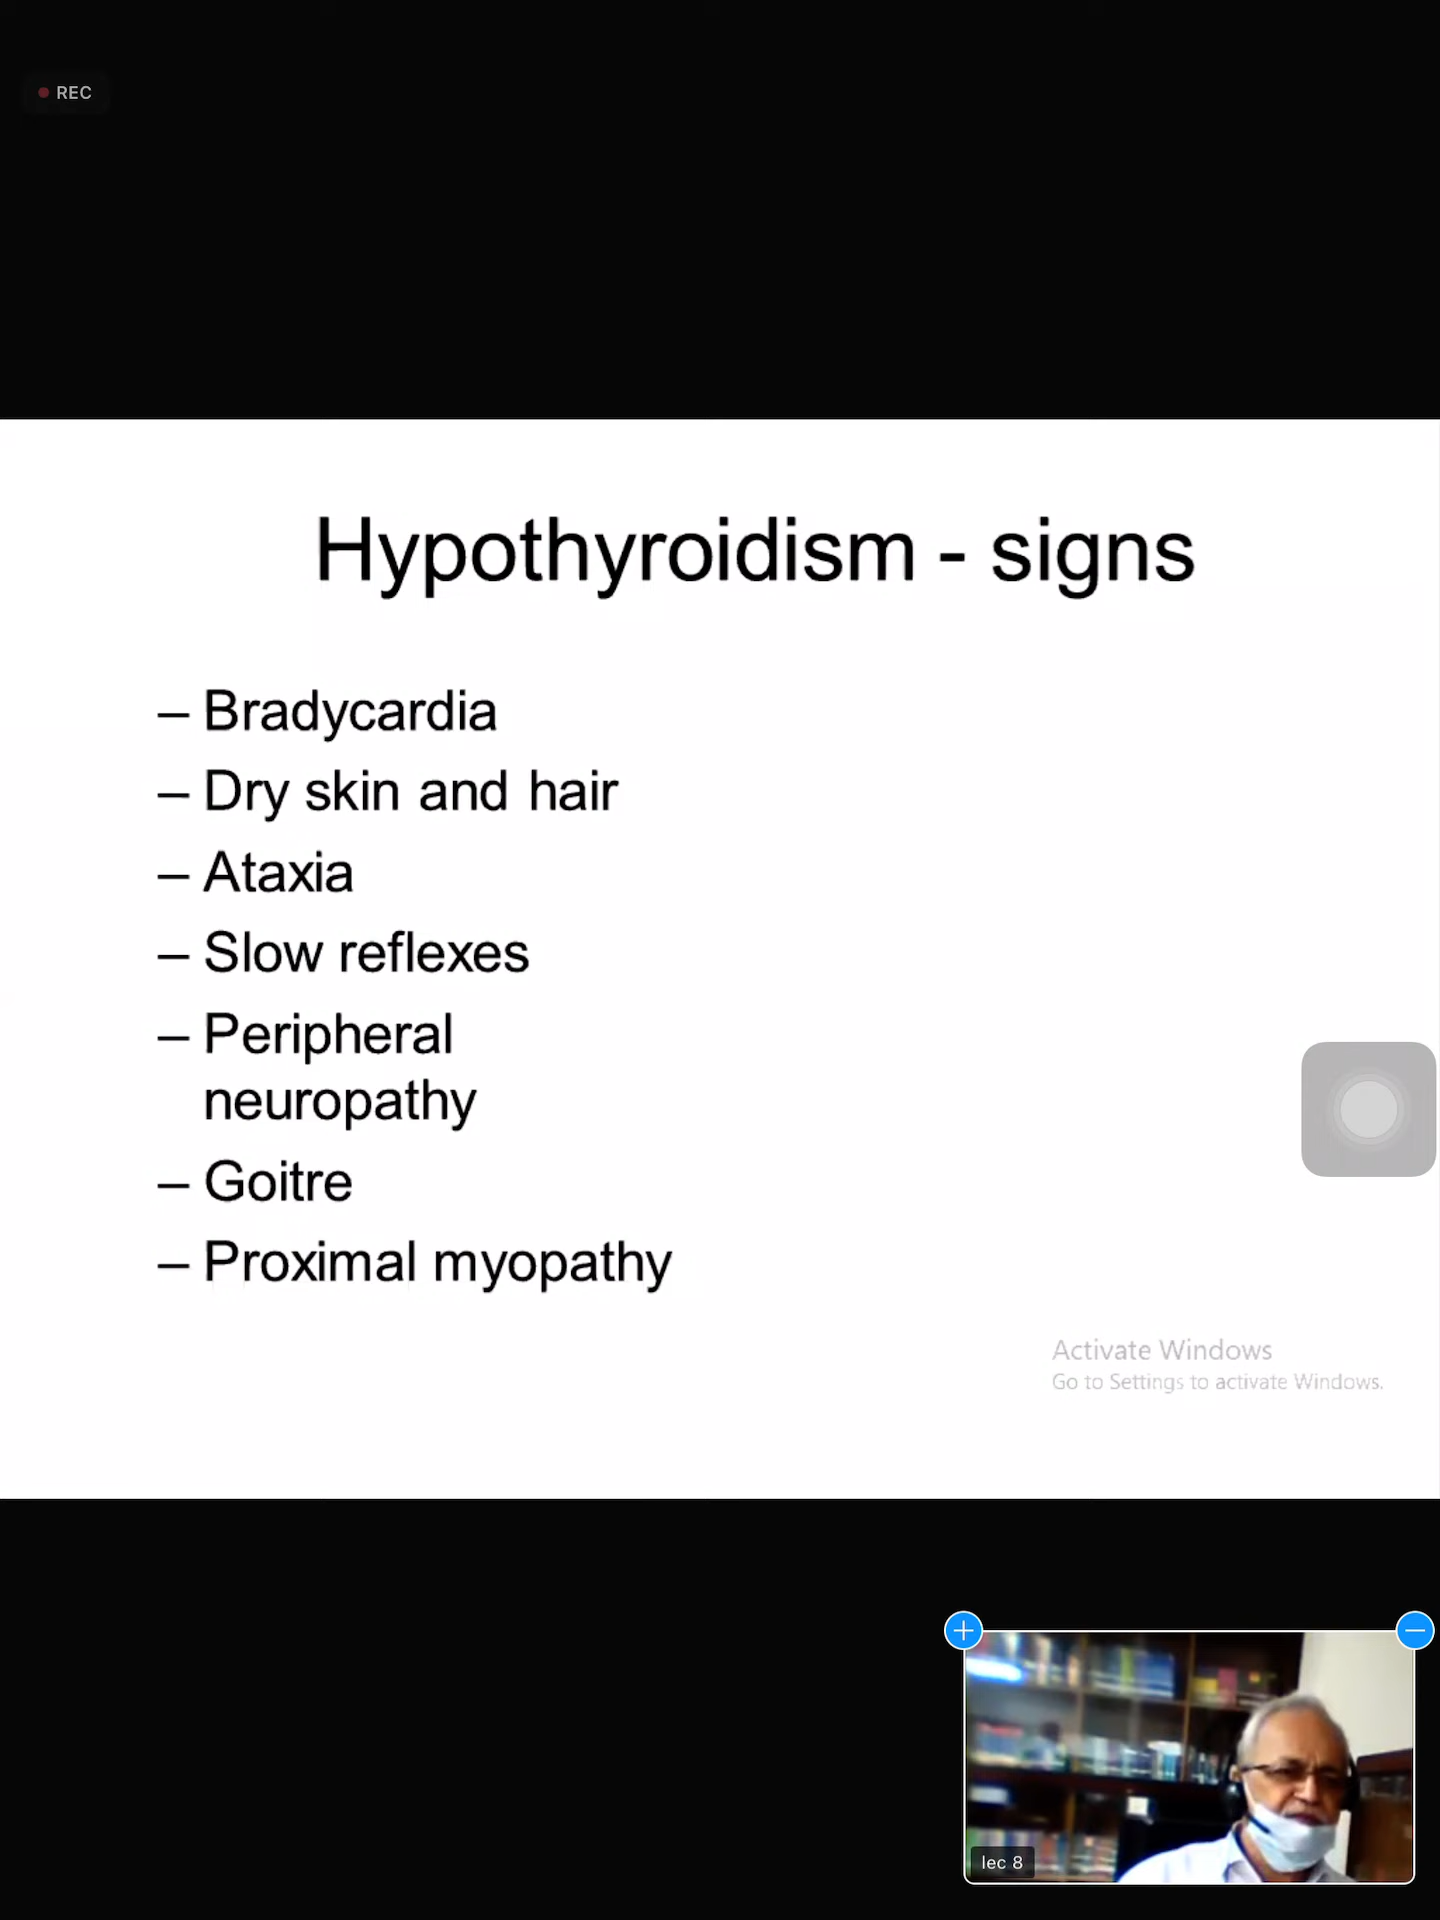 REC
Hypothyroidism - signs
– Bradycardia
– Dry skin and hair
– Ataxia
– Slow reflexes
– Peripheral
neuropathy
– Goitre
– Proximal myopathy
Activate Windows
Go to Settings to activate Windows.
lec 8